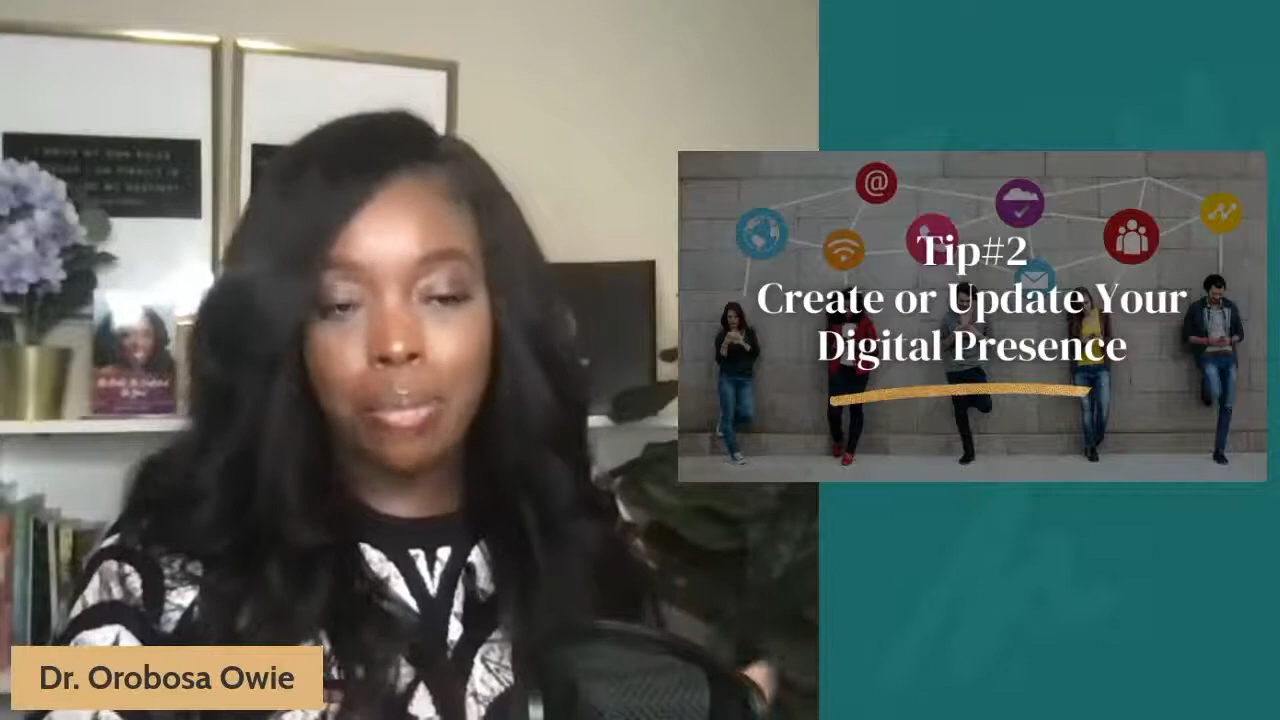 Tip#2
Create or Update Your
Digital Presence
Dr. Orobosa Owie